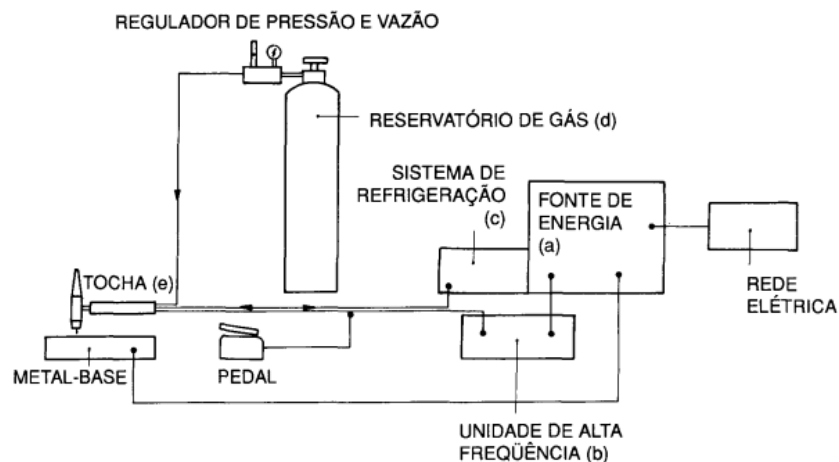 REGULADOR DE PRESSÃO E VAZÃO
RESERVATÓRIO DE GÁS (d)
SISTEMA DE
REFRIGERAÇÃO
(c)
FONTE DE
ENERGIA
(a)
TOCHA (e)
REDE
ELÉTRICA
METAL-BASE
PEDAL
UNIDADE DE ALTA
FREQÜÊNCIA (b)